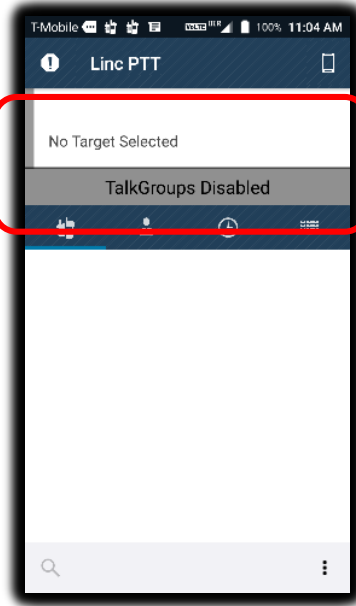 T-Mobile 100% 11:04 AM
Linc PTT
No Target Selected
TalkGroups Disabled